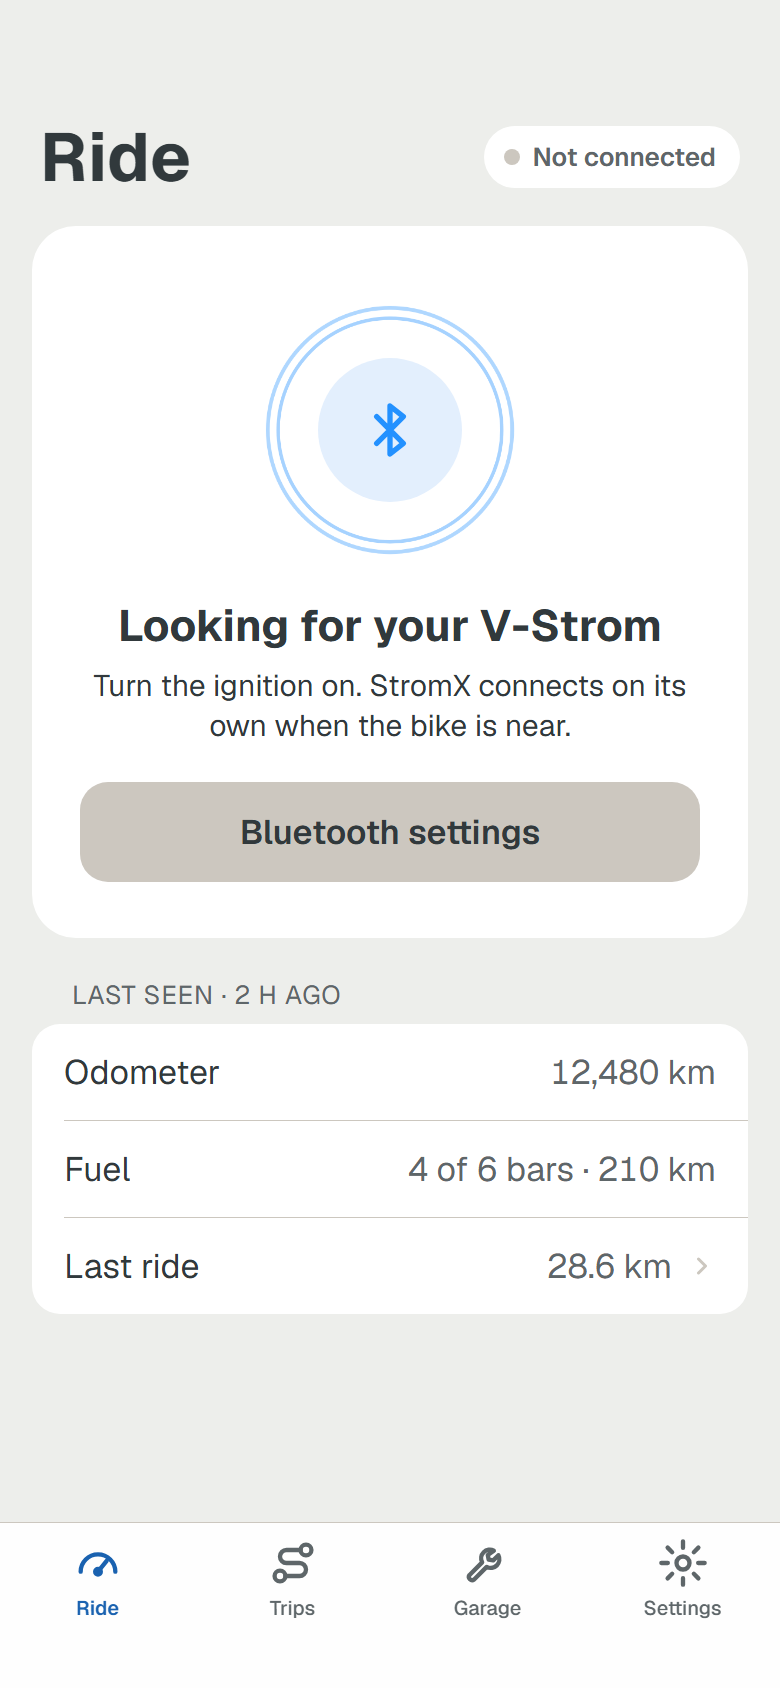 Ride
Not connected
Looking for your V-Strom
Turn the ignition on. StromX connects on its
own when the bike is near.
Bluetooth settings
LAST SEEN · 2 H AGO
Odometer 12,480 km
Fuel 4 of 6 bars · 210 km
Last ride 28.6 km
Ride Trips Garage Settings